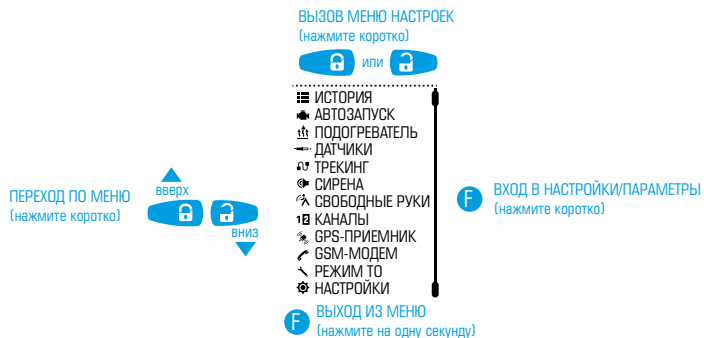 ВЫЗОВ МЕНЮ НАСТРОЕК
(нажмите коротко)
или
ИСТОРИЯ
АВТОЗАПУСК
ПОДОГРЕВАТЕЛЬ
ДАТЧИКИ
ТРЕКИНГ
СИРЕНА
СВОБОДНЫЕ РУКИ
12 КАНАЛЫ
GPS-ПРИЕМНИК
GSM-МОДЕМ
РЕЖИМ ТО
НАСТРОЙКИ
ПЕРЕХОД ПО МЕНЮ
(нажмите коротко)
вверх
вниз
F ВХОД В НАСТРОЙКИ/ПАРАМЕТРЫ
(нажмите коротко)
F ВЫХОД ИЗ МЕНЮ
(нажмите на одну секунду)